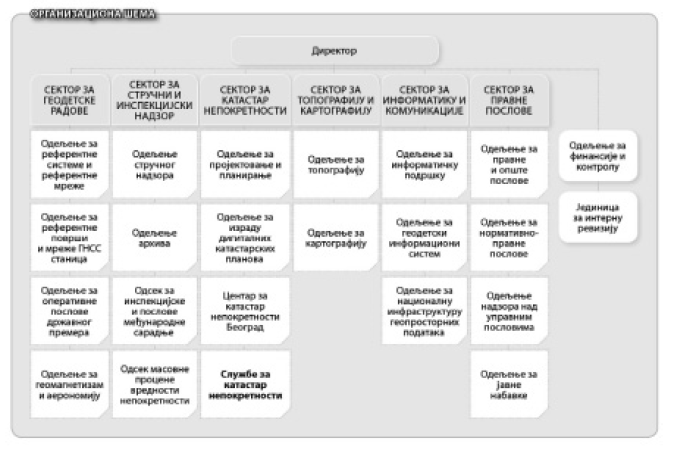 ОРГАНИЗАЦИОНА ШЕМА
Директор
СЕКТОР ЗА
ГЕОДЕТСКЕ
РАДОВЕ
СЕКТОР ЗА
СТРУЧНИ И
ИНСПЕКЦИЈСКИ
НАДЗОР
СЕКТОР ЗА
КАТАСТАР
НЕПОКРЕТНОСТИ
СЕКТОР ЗА
ТОПОГРАФИЈУ И
КАРТОГРАФИЈУ
СЕКТОР ЗА
ИНФОРМАТИКУ И
КОМУНИКАЦИЈЕ
СЕКТОР ЗА
ПРАВНЕ
ПОСЛОВЕ
Одељење за
референтне
системе и
референтне
мреже
Одељење
стручног
надзора
Одељење за
пројектовање и
планирање
Одељење за
топографију
Одељење за
информатичку
подршку
Одељење за
правне
и опште
послове
Одељење за
финансије и
контролу
Одељење за
референтне
површи
и мреже ГНСС
станица
Одељење
архива
Одељење за
израду
дигиталних
катастарских
планова
Одељење за
картографију
Одељење за
геодетски
информациони
систем
Одељење за
нормативно-
правне
послове
Јединица
за интерну
ревизију
Одељење за
оперативне
послове
државног
премера
Одсек за
инспекцијске
и послове
међународне
сарадње
Центар за
катастар
непокретности
Београд
Одељење за
националну
инфраструктуру
геопросторних
података
Одељење
надзора над
управним
пословима
Одељење за
геомагнетизам
и аерономију
Одсек масовне
процене
вредности
непокретности
Службе за
катастар
непокретности
Одељење за
јавне
набавке